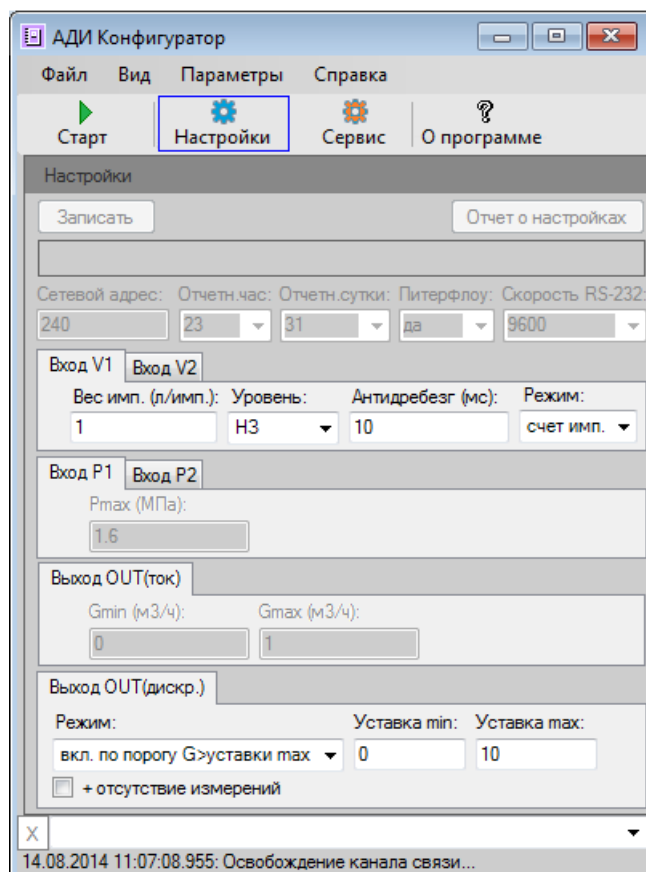 АДИ Конфигуратор
Файл Вид Параметры Справка
Старт Настройки Сервис О программе
Настройки
Записать Отчет о настройках
Сетевой адрес: Отчетн.час: Отчетн.сутки: Питерфлоу: Скорость RS-232:
240 23 31 да 9600
Вход V1 Вход V2
Вес имп. (л/имп.): Уровень: Антидребезг (мс): Режим:
1 НЗ 10 счет имп.
Вход P1 Вход P2
Pmax (МПа):
1.6
Выход OUT(ток)
Gmin (м3/ч): Gmax (м3/ч):
0 1
Выход OUT(дискр.)
Режим: Уставка min: Уставка max:
вкл. по порогу G>уставки max 0 10
+ отсутствие измерений
X
14.08.2014 11:07:08.955: Освобождение канала связи...